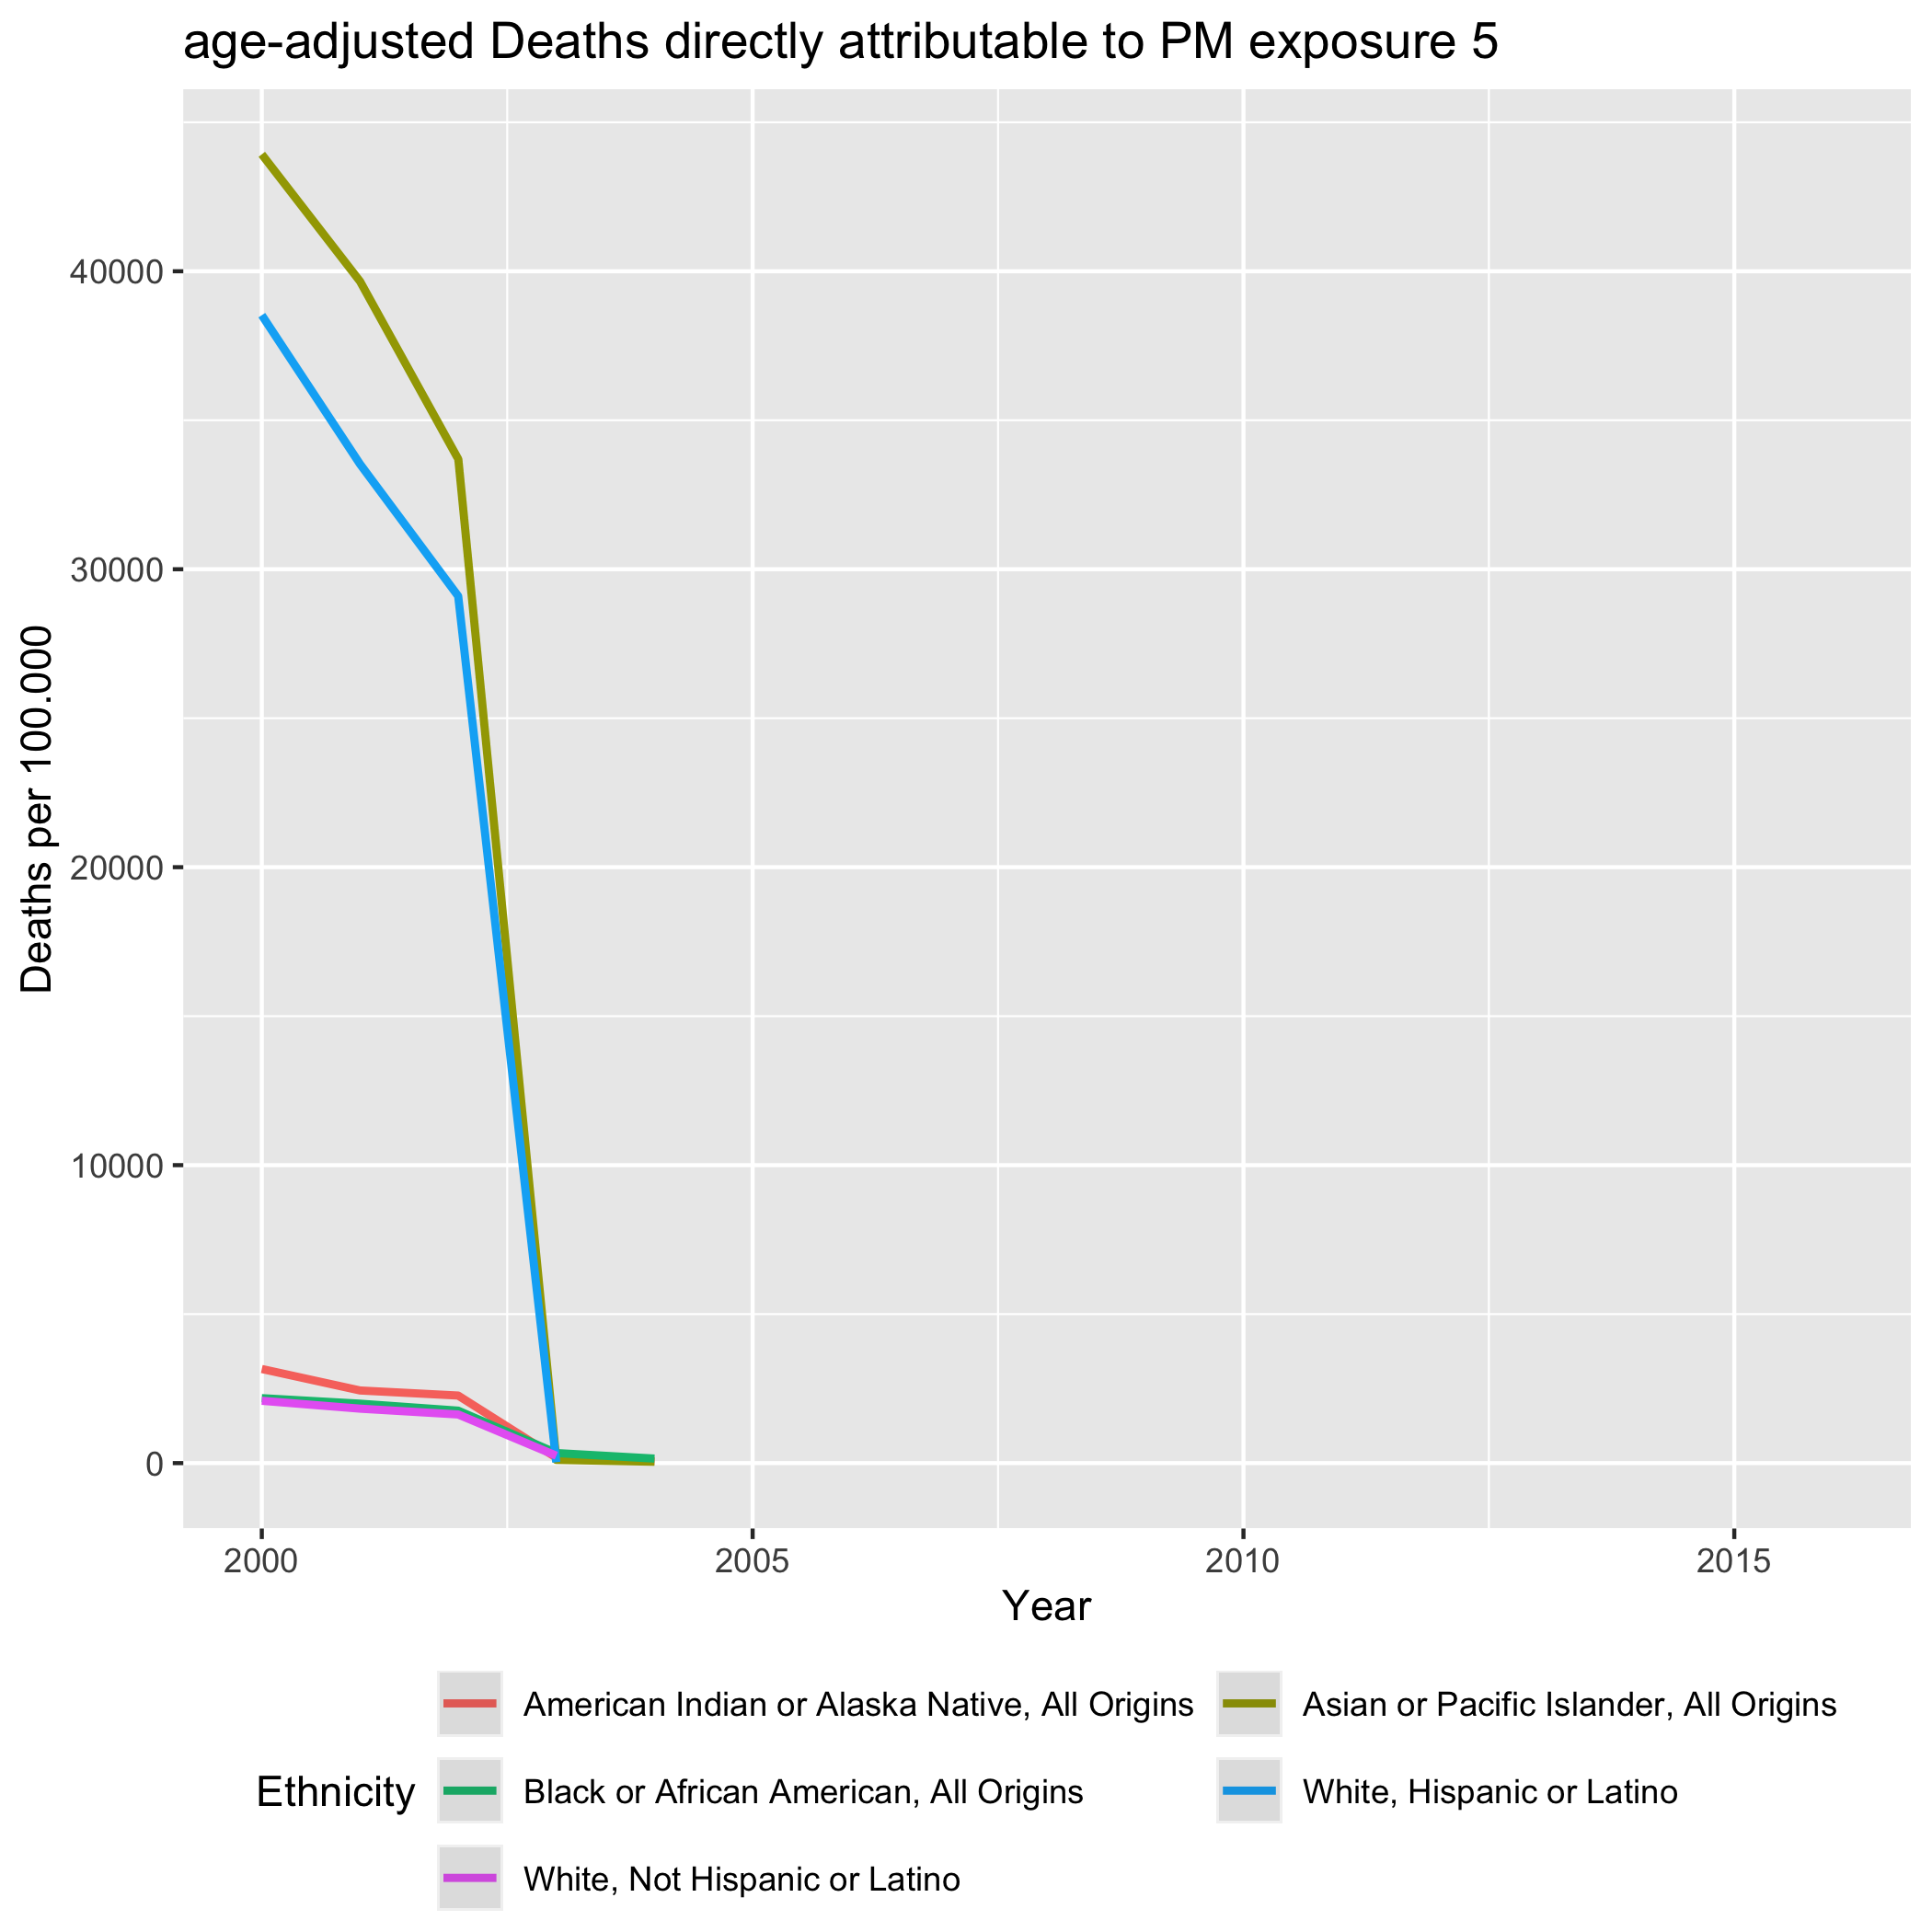 age-adjusted Deaths directly attributable to PM exposure 5
Deaths per 100.000
40000
30000
20000
10000
0
2000 2005 2010 2015
Year
Ethnicity
American Indian or Alaska Native, All Origins
Asian or Pacific Islander, All Origins
Black or African American, All Origins
White, Hispanic or Latino
White, Not Hispanic or Latino